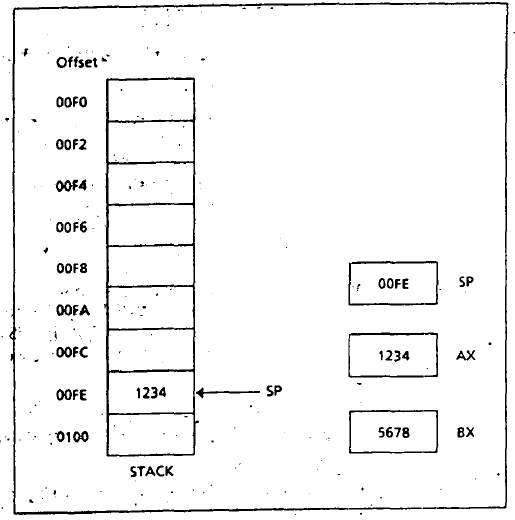 Offset
00F0
00F2
00F4
00F6
00F8
00FE SP
00FA
00FC
1234 AX
00FE 1234 SP
0100
5678 BX
STACK